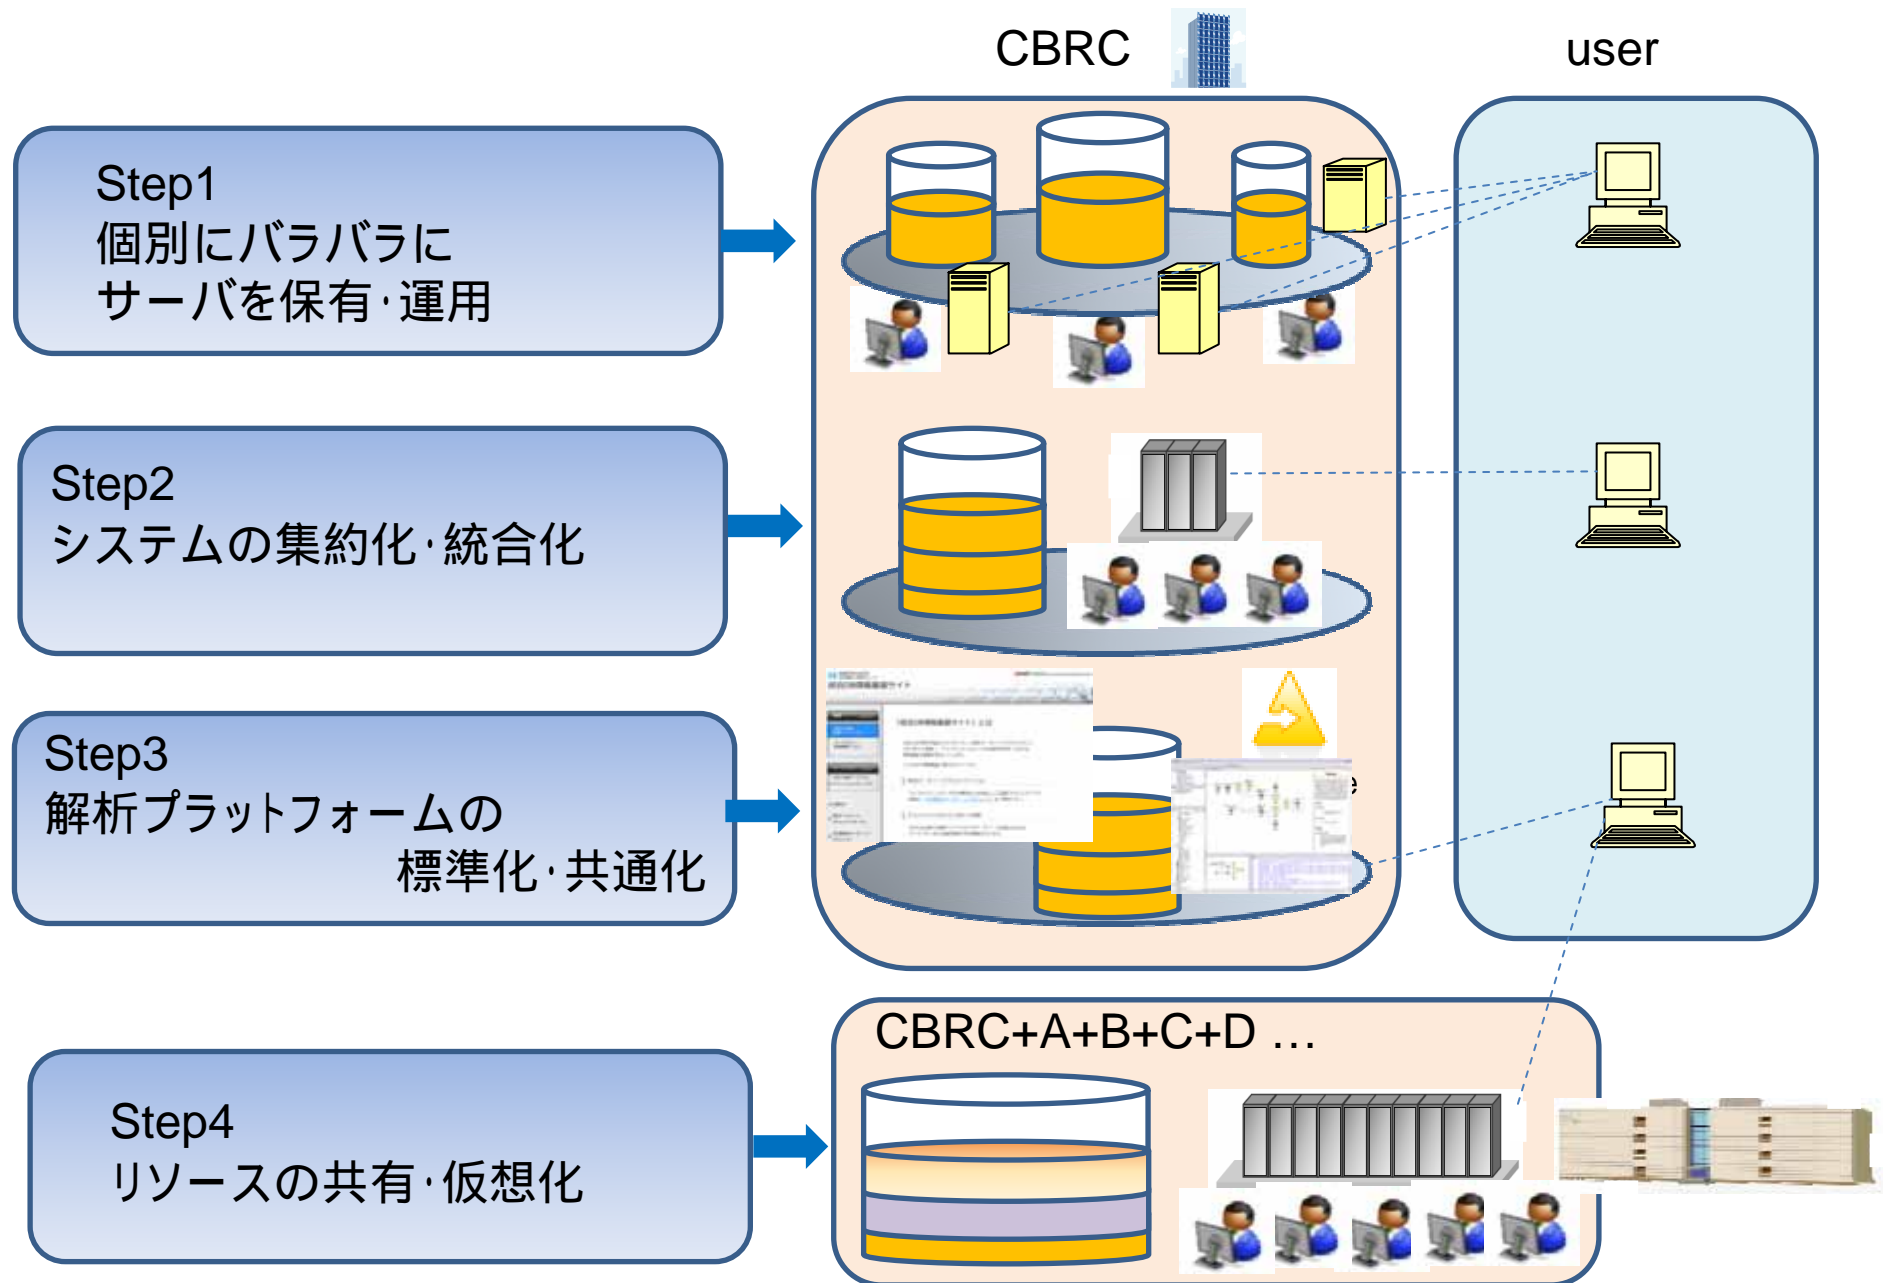 CBRC
user
Step1
個別にバラバラに
サーバを保有・運用
Step2
システムの集約化・統合化
Step3
解析プラットフォームの
標準化・共通化
CBRC+A+B+C+D …
Step4
リソースの共有・仮想化